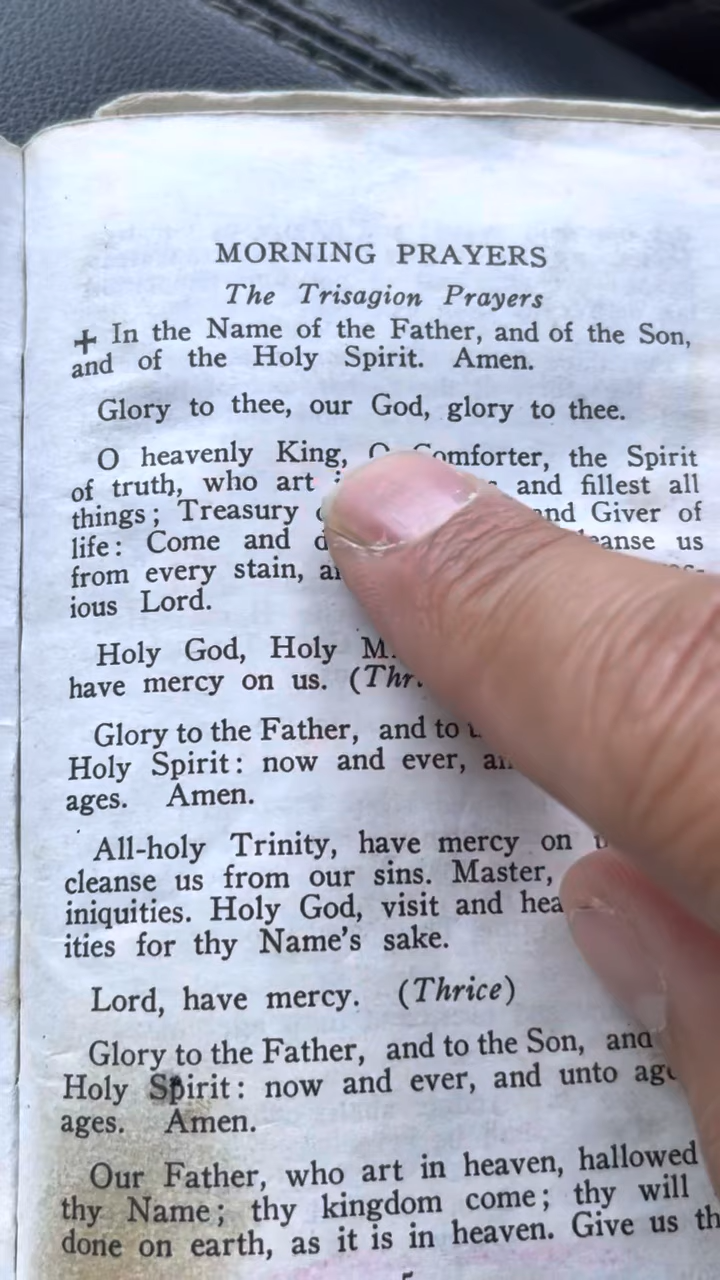 MORNING PRAYERS
The Trisagion Prayers
+ In the Name of the Father, and of the Son,
and of the Holy Spirit. Amen.
Glory to thee, our God, glory to thee.
O heavenly King, O Comforter, the Spirit
of truth, who art and fillest all
things; Treasury and Giver of
life: Come and us
from every stain,
ious Lord.
Holy God, Holy
have mercy on us. (
Glory to the Father, and to
Holy Spirit: now and ever,
ages. Amen.
All-holy Trinity, have mercy on
cleanse us from our sins. Master,
iniquities. Holy God, visit and
ities for thy Name's sake.
Lord, have mercy. (Thrice)
Glory to the Father, and to the Son, and
Holy Spirit: now and ever, and unto
ages. Amen.
Our Father, who art in heaven, hallowed
thy Name; thy kingdom come; thy will
done on earth, as it is in heaven. Give us